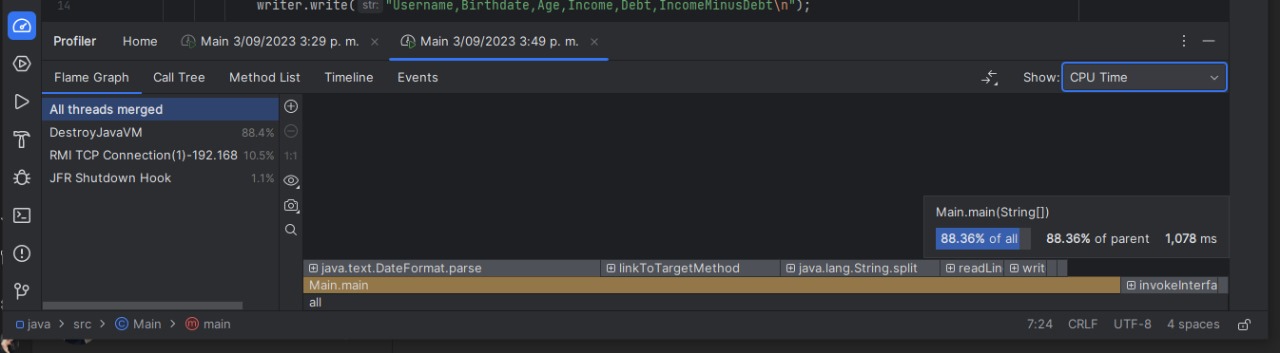 14 writer.write( str: "Username,Birthdate,Age,Income,Debt,IncomeMinusDebt\n");
Profiler Home Main 3/09/2023 3:29 p. m. × Main 3/09/2023 3:49 p. m. ×
Flame Graph Call Tree Method List Timeline Events Show: CPU Time
All threads merged
DestroyJavaVM 88.4%
RMI TCP Connection(1)-192.168 10.5% 1:1
JFR Shutdown Hook 1.1%
Main.main(String[])
88.36% of all 88.36% of parent 1,078 ms
java.text.DateFormat.parse linkToTargetMethod java.lang.String.split readLin writ
Main.main invokeInterfa
all
java > src > Main > main 7:24 CRLF UTF-8 4 spaces